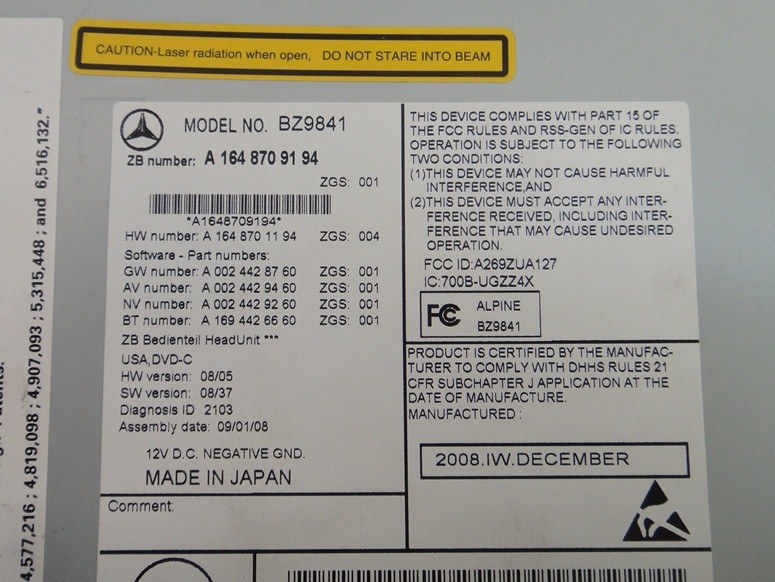 CAUTION-Laser radiation when open, DO NOT STARE INTO BEAM
MODEL NO. BZ9841
ZB number: A 164 870 91 94
ZGS: 001
*A1648709194*
HW number: A 164 870 11 94 ZGS: 004
Software - Part numbers:
GW number: A 002 442 87 60 ZGS: 001
AV number: A 002 442 94 60 ZGS: 001
NV number: A 002 442 92 60 ZGS: 001
BT number: A 169 442 66 60 ZGS: 001
ZB Bedienteil HeadUnit ***
USA,DVD-C
HW version: 08/05
SW version: 08/37
Diagnosis ID 2103
Assembly date: 09/01/08
12V D.C. NEGATIVE GND.
MADE IN JAPAN
Comment:
THIS DEVICE COMPLIES WITH PART 15 OF
THE FCC RULES AND RSS-GEN OF IC RULES.
OPERATION IS SUBJECT TO THE FOLLOWING
TWO CONDITIONS:
(1)THIS DEVICE MAY NOT CAUSE HARMFUL
INTERFERENCE,AND
(2)THIS DEVICE MUST ACCEPT ANY INTER-
FERENCE RECEIVED, INCLUDING INTER-
FERENCE THAT MAY CAUSE UNDESIRED
OPERATION.
FCC ID:A269ZUA127
IC:700B-UGZZ4X
FC ALPINE
BZ9841
PRODUCT IS CERTIFIED BY THE MANUFAC-
TURER TO COMPLY WITH DHHS RULES 21
CFR SUBCHAPTER J APPLICATION AT THE
DATE OF MANUFACTURE.
MANUFACTURED :
2008.IW.DECEMBER
4,577,216 ; 4,819,098 ; 4,907,093 ; 5,315,448 ; and 6,516,132."